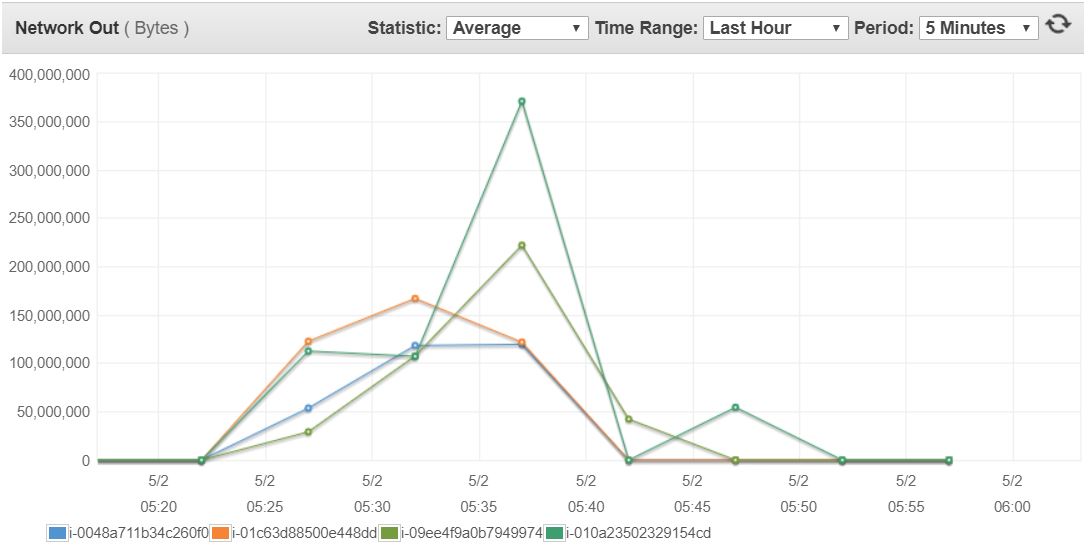 Network Out ( Bytes ) Statistic: Average Time Range: Last Hour Period: 5 Minutes
400,000,000
350,000,000
300,000,000
250,000,000
200,000,000
150,000,000
100,000,000
50,000,000
0
5/2 5/2 5/2 5/2 5/2 5/2 5/2 5/2 5/2
05:20 05:25 05:30 05:35 05:40 05:45 05:50 05:55 06:00
i-0048a711b34c260f0 i-01c63d88500e448dd i-09ee4f9a0b7949974 i-010a23502329154cd